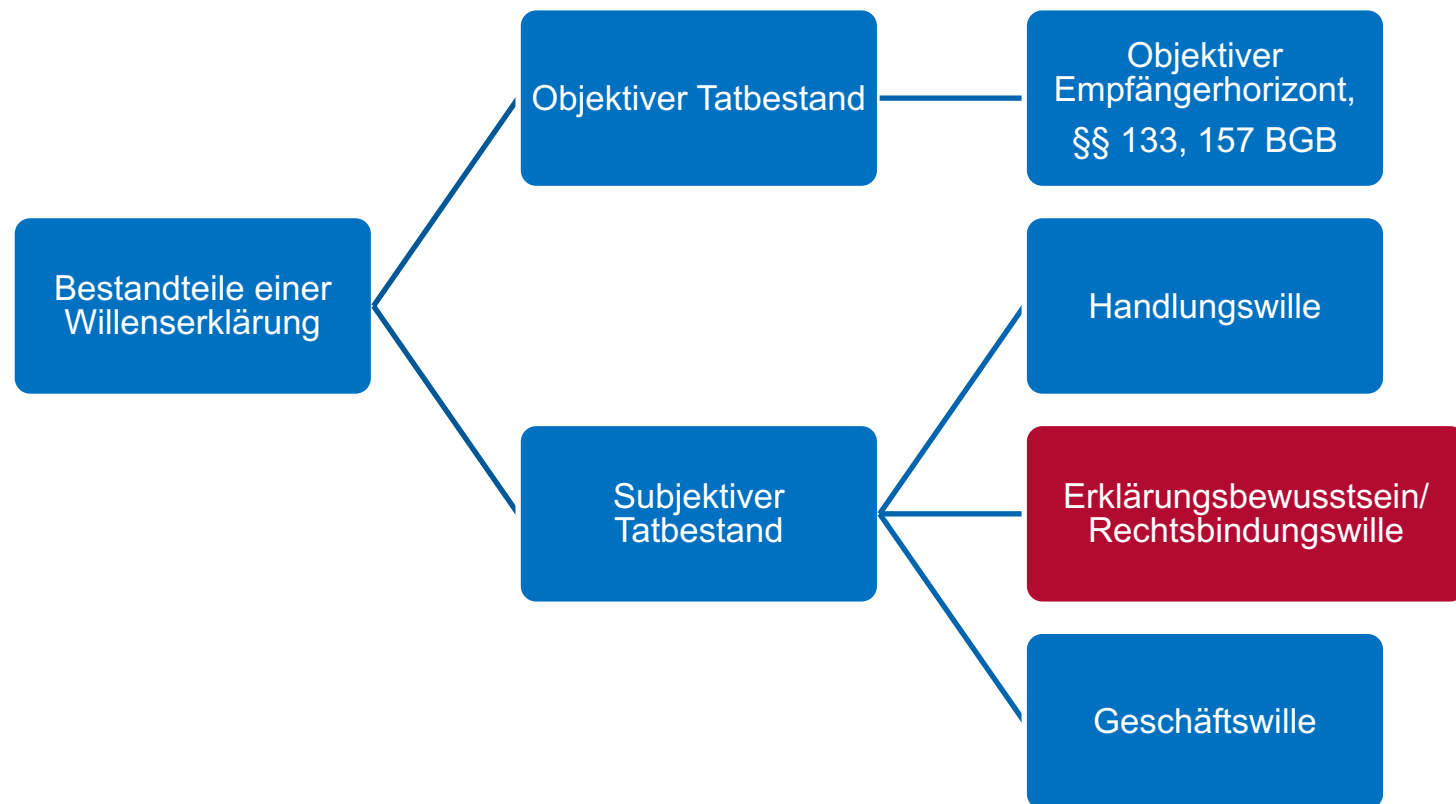 Bestandteile einer
Willenserklärung
Objektiver Tatbestand
Objektiver
Empfängerhorizont,
§§ 133, 157 BGB
Subjektiver
Tatbestand
Handlungswille
Erklärungsbewusstsein/
Rechtsbindungswille
Geschäftswille